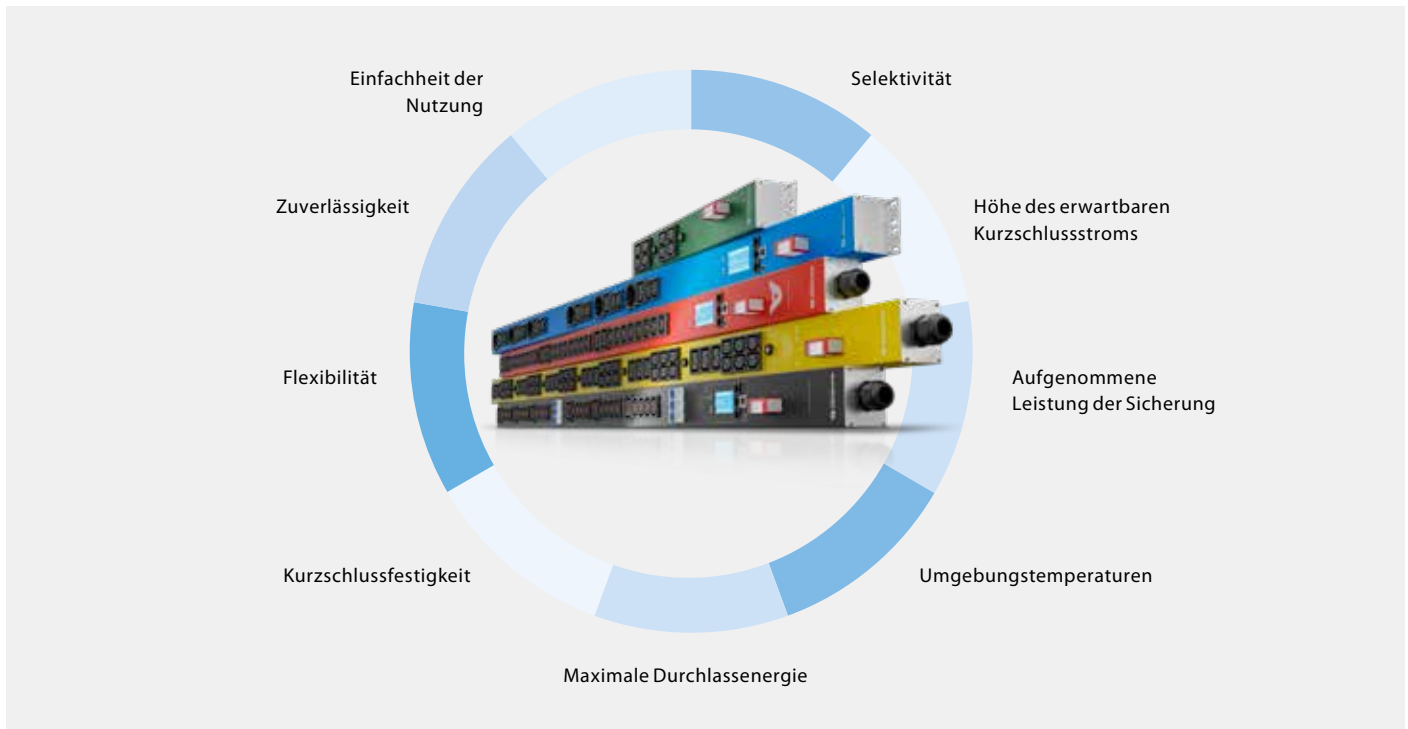 Einfachheit der
Nutzung
Selektivität
Zuverlässigkeit
Höhe des erwartbaren
Kurzschlussstroms
Flexibilität
Aufgenommene
Leistung der Sicherung
Kurzschlussfestigkeit
Umgebungstemperaturen
Maximale Durchlassenergie